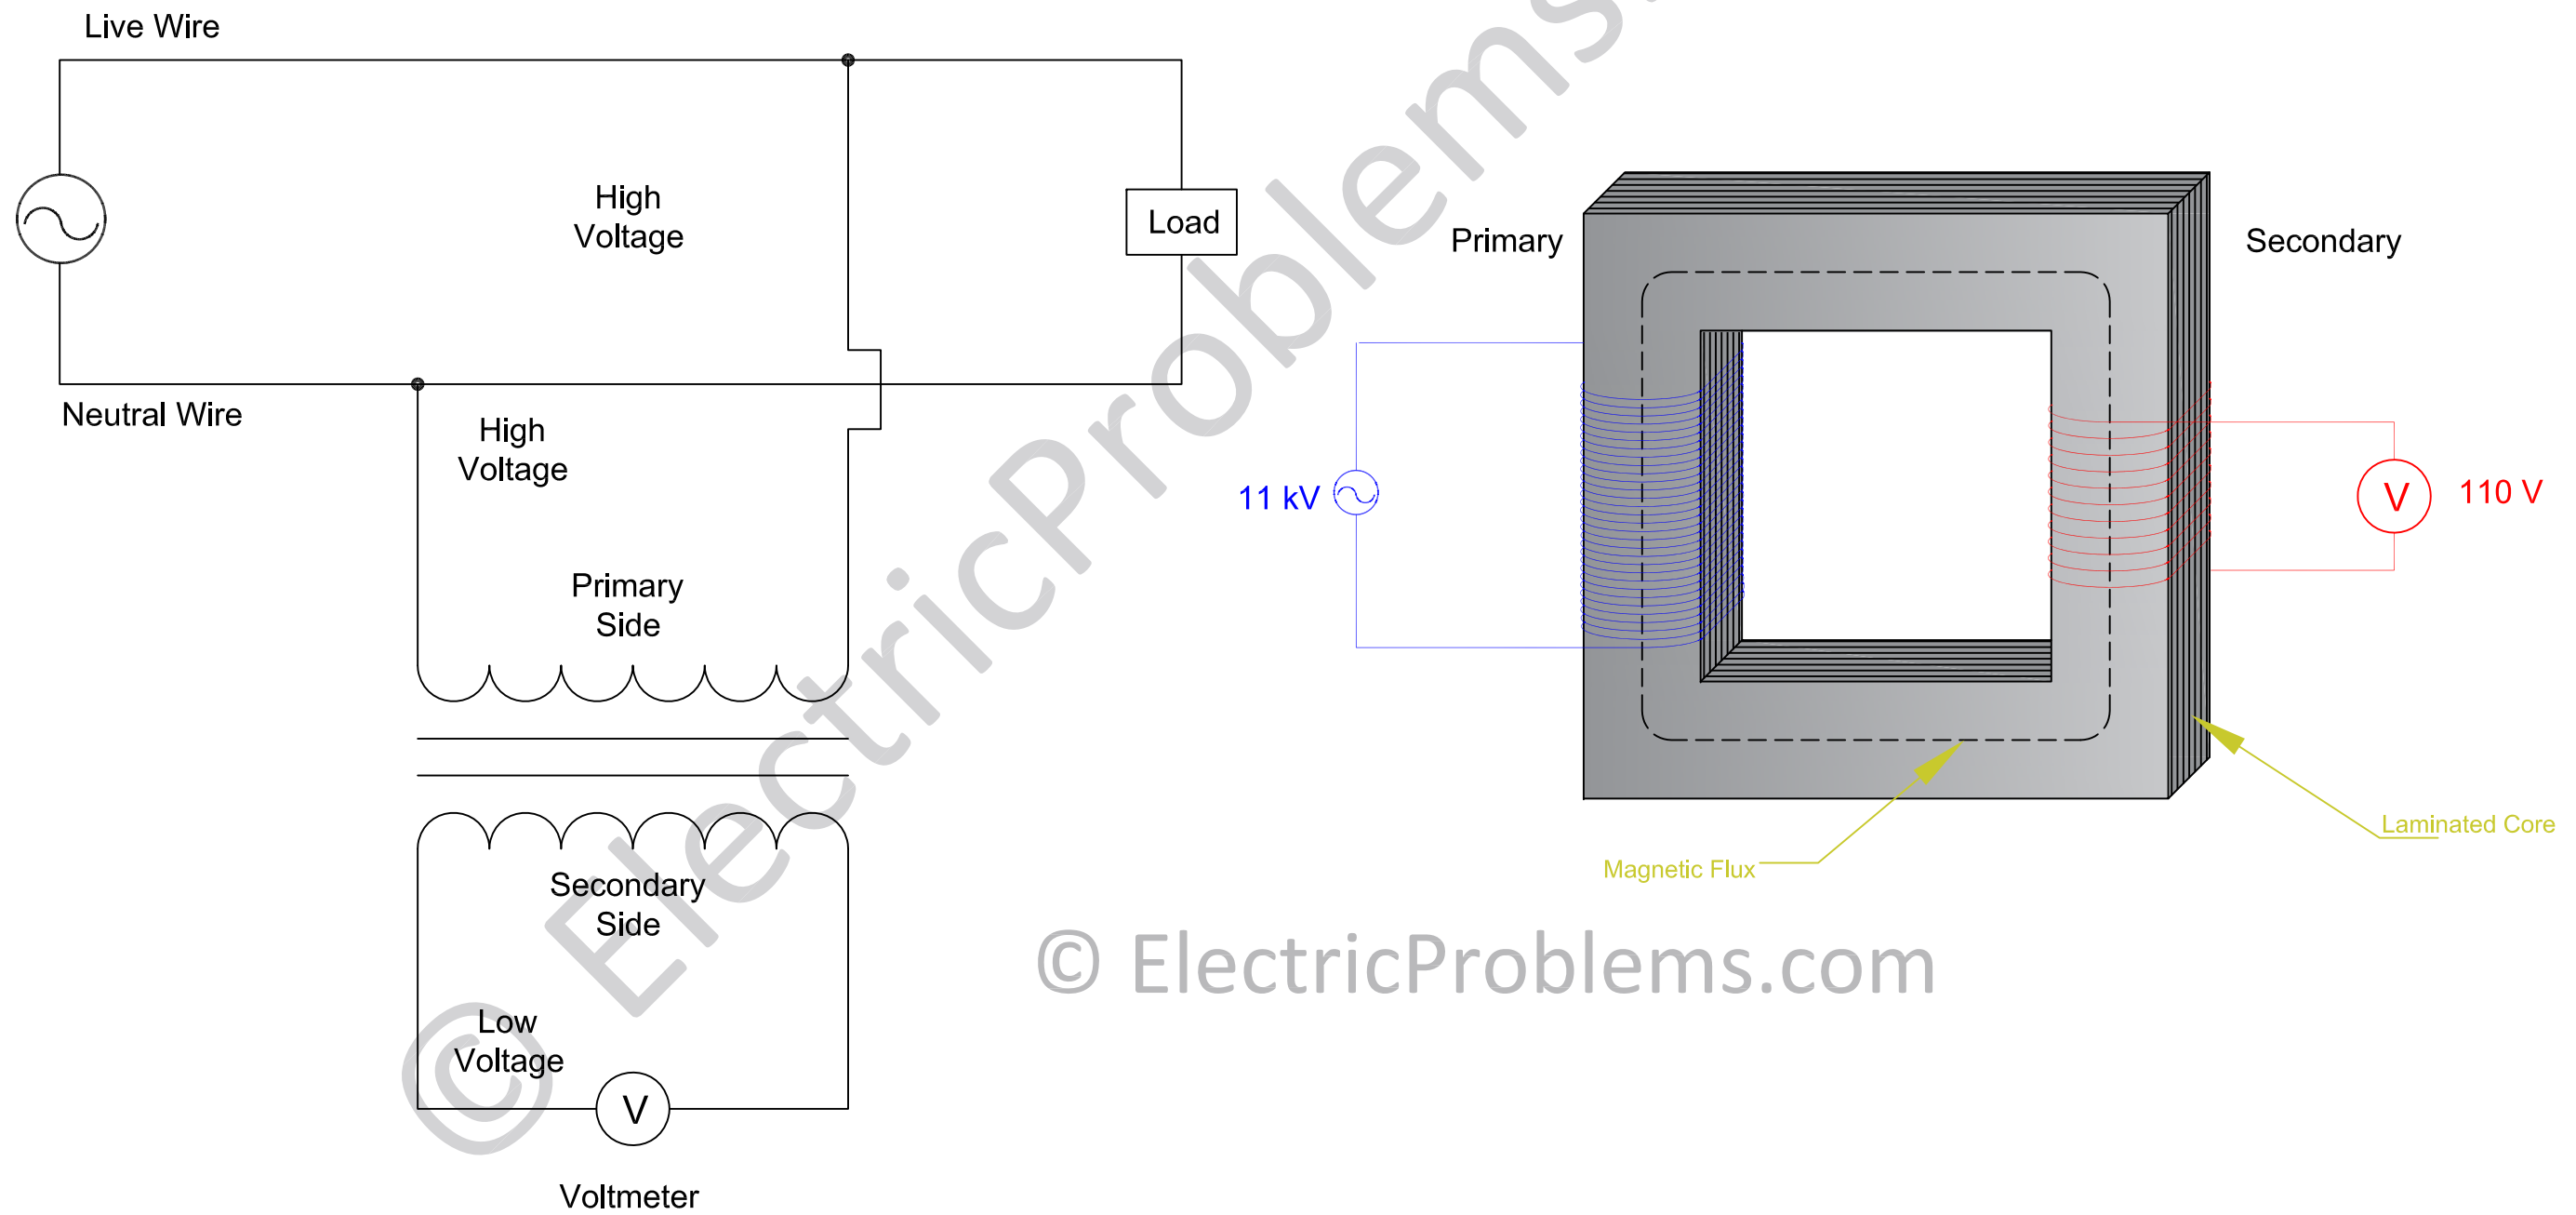 Live Wire
High
Voltage
Load
Neutral Wire
High
Voltage
Primary
Side
Secondary
Side
Low
Voltage
V
Voltmeter
Primary
Secondary
11 kV
V
110 V
Laminated Core
Magnetic Flux
© ElectricProblems.com
© ElectricProblems.